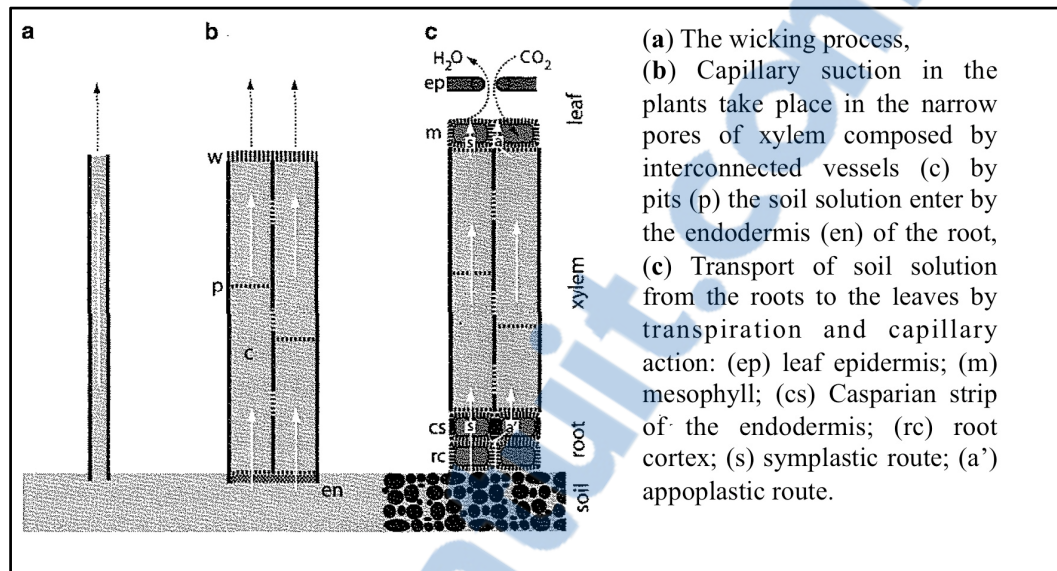 a
b
c
H₂O
CO₂
ep
leaf
m
s
a
w
p
c
xylem
cs
s
a'
rc
root
en
soil
(a) The wicking process,
(b) Capillary suction in the
plants take place in the narrow
pores of xylem composed by
interconnected vessels (c) by
pits (p) the soil solution enter by
the endodermis (en) of the root,
(c) Transport of soil solution
from the roots to the leaves by
transpiration and capillary
action: (ep) leaf epidermis; (m)
mesophyll; (cs) Casparian strip
of the endodermis; (rc) root
cortex; (s) symplastic route; (a’)
appoplastic route.